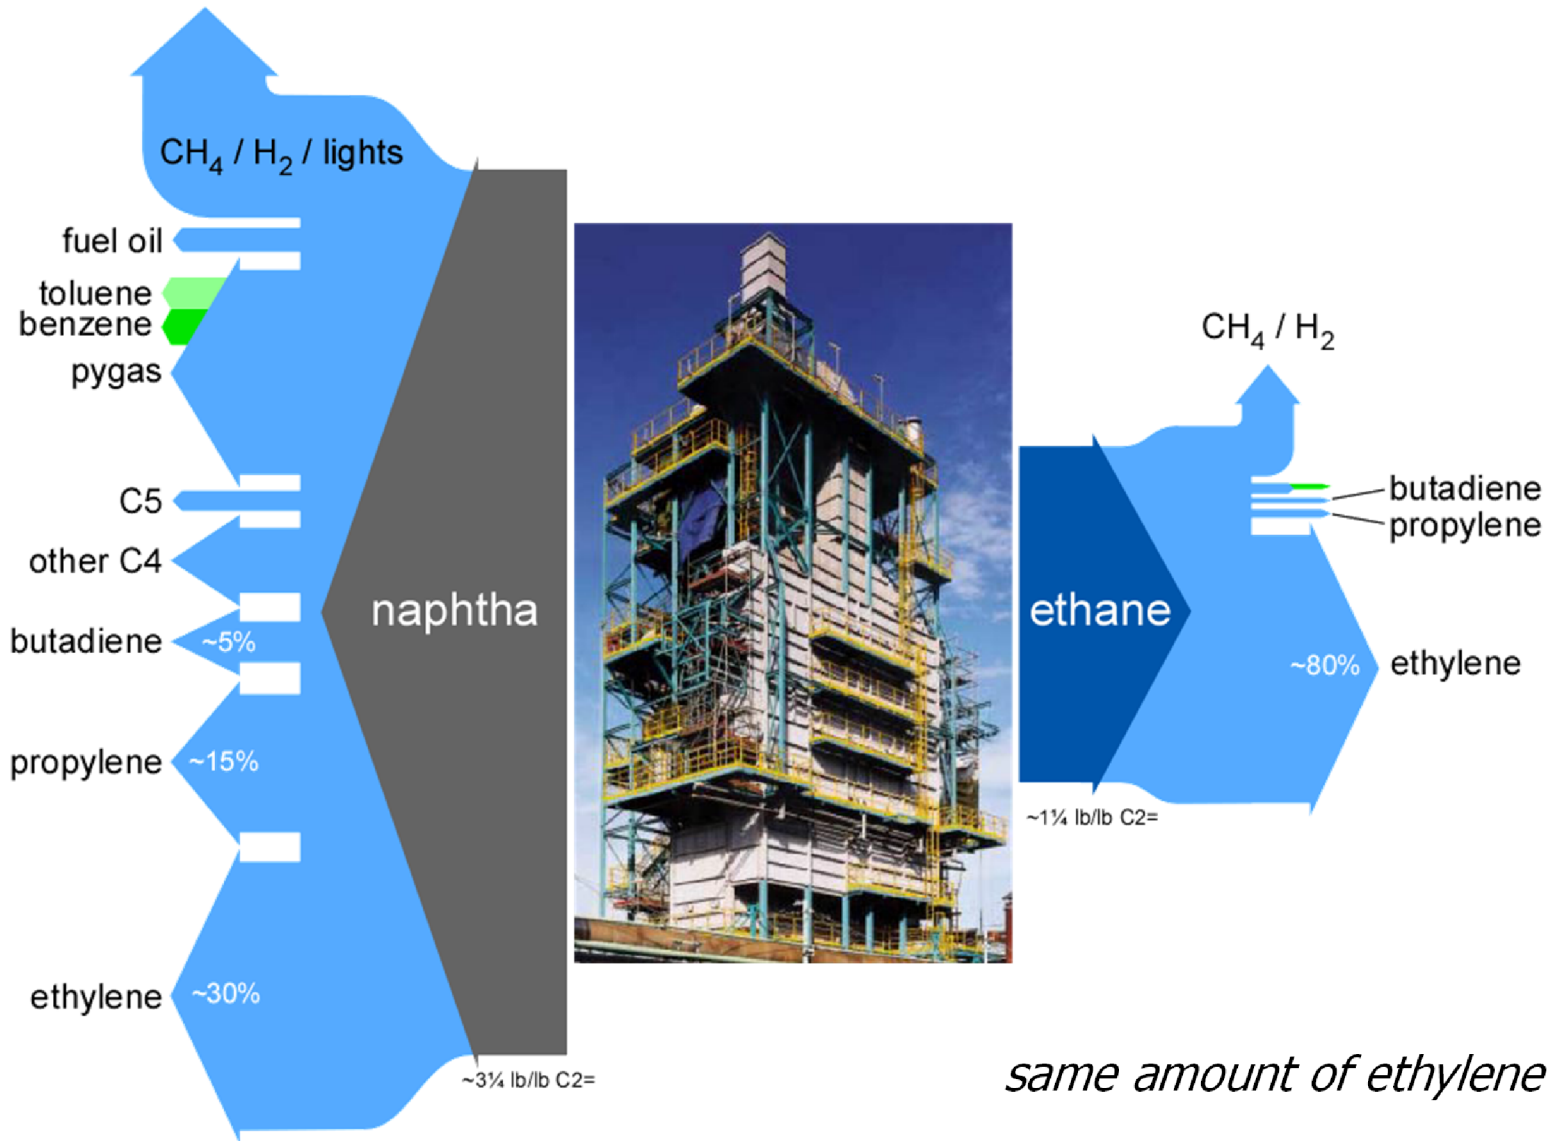 CH₄ / H₂ / lights
fuel oil
toluene
benzene
pygas
C5
other C4
butadiene
~5%
propylene
~15%
ethylene
~30%
naphtha
~3¼ lb/lb C2=
ethane
~1¼ lb/lb C2=
CH₄ / H₂
butadiene
propylene
~80%
ethylene
same amount of ethylene